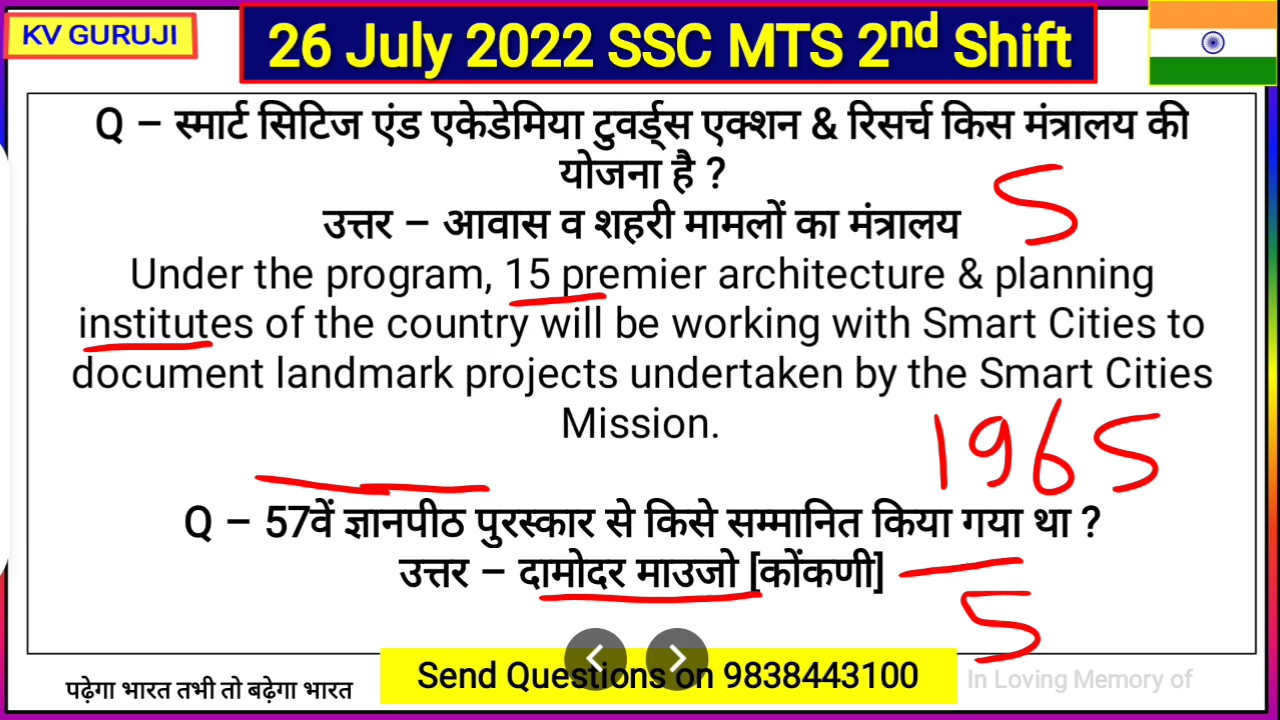 KV GURUJI
26 July 2022 SSC MTS 2nd Shift
Q – स्मार्ट सिटिज एंड एकेडेमिया टुवर्ड्स एक्शन & रिसर्च किस मंत्रालय की
योजना है ?
5
उत्तर – आवास व शहरी मामलों का मंत्रालय
Under the program, 15 premier architecture & planning
institutes of the country will be working with Smart Cities to
document landmark projects undertaken by the Smart Cities
Mission.
1965
Q – 57वें ज्ञानपीठ पुरस्कार से किसे सम्मानित किया गया था ?
उत्तर – दामोदर माउजो [कोंकणी]
5
पढ़ेगा भारत तभी तो बढ़ेगा भारत
Send Questions on 9838443100
In Loving Memory of